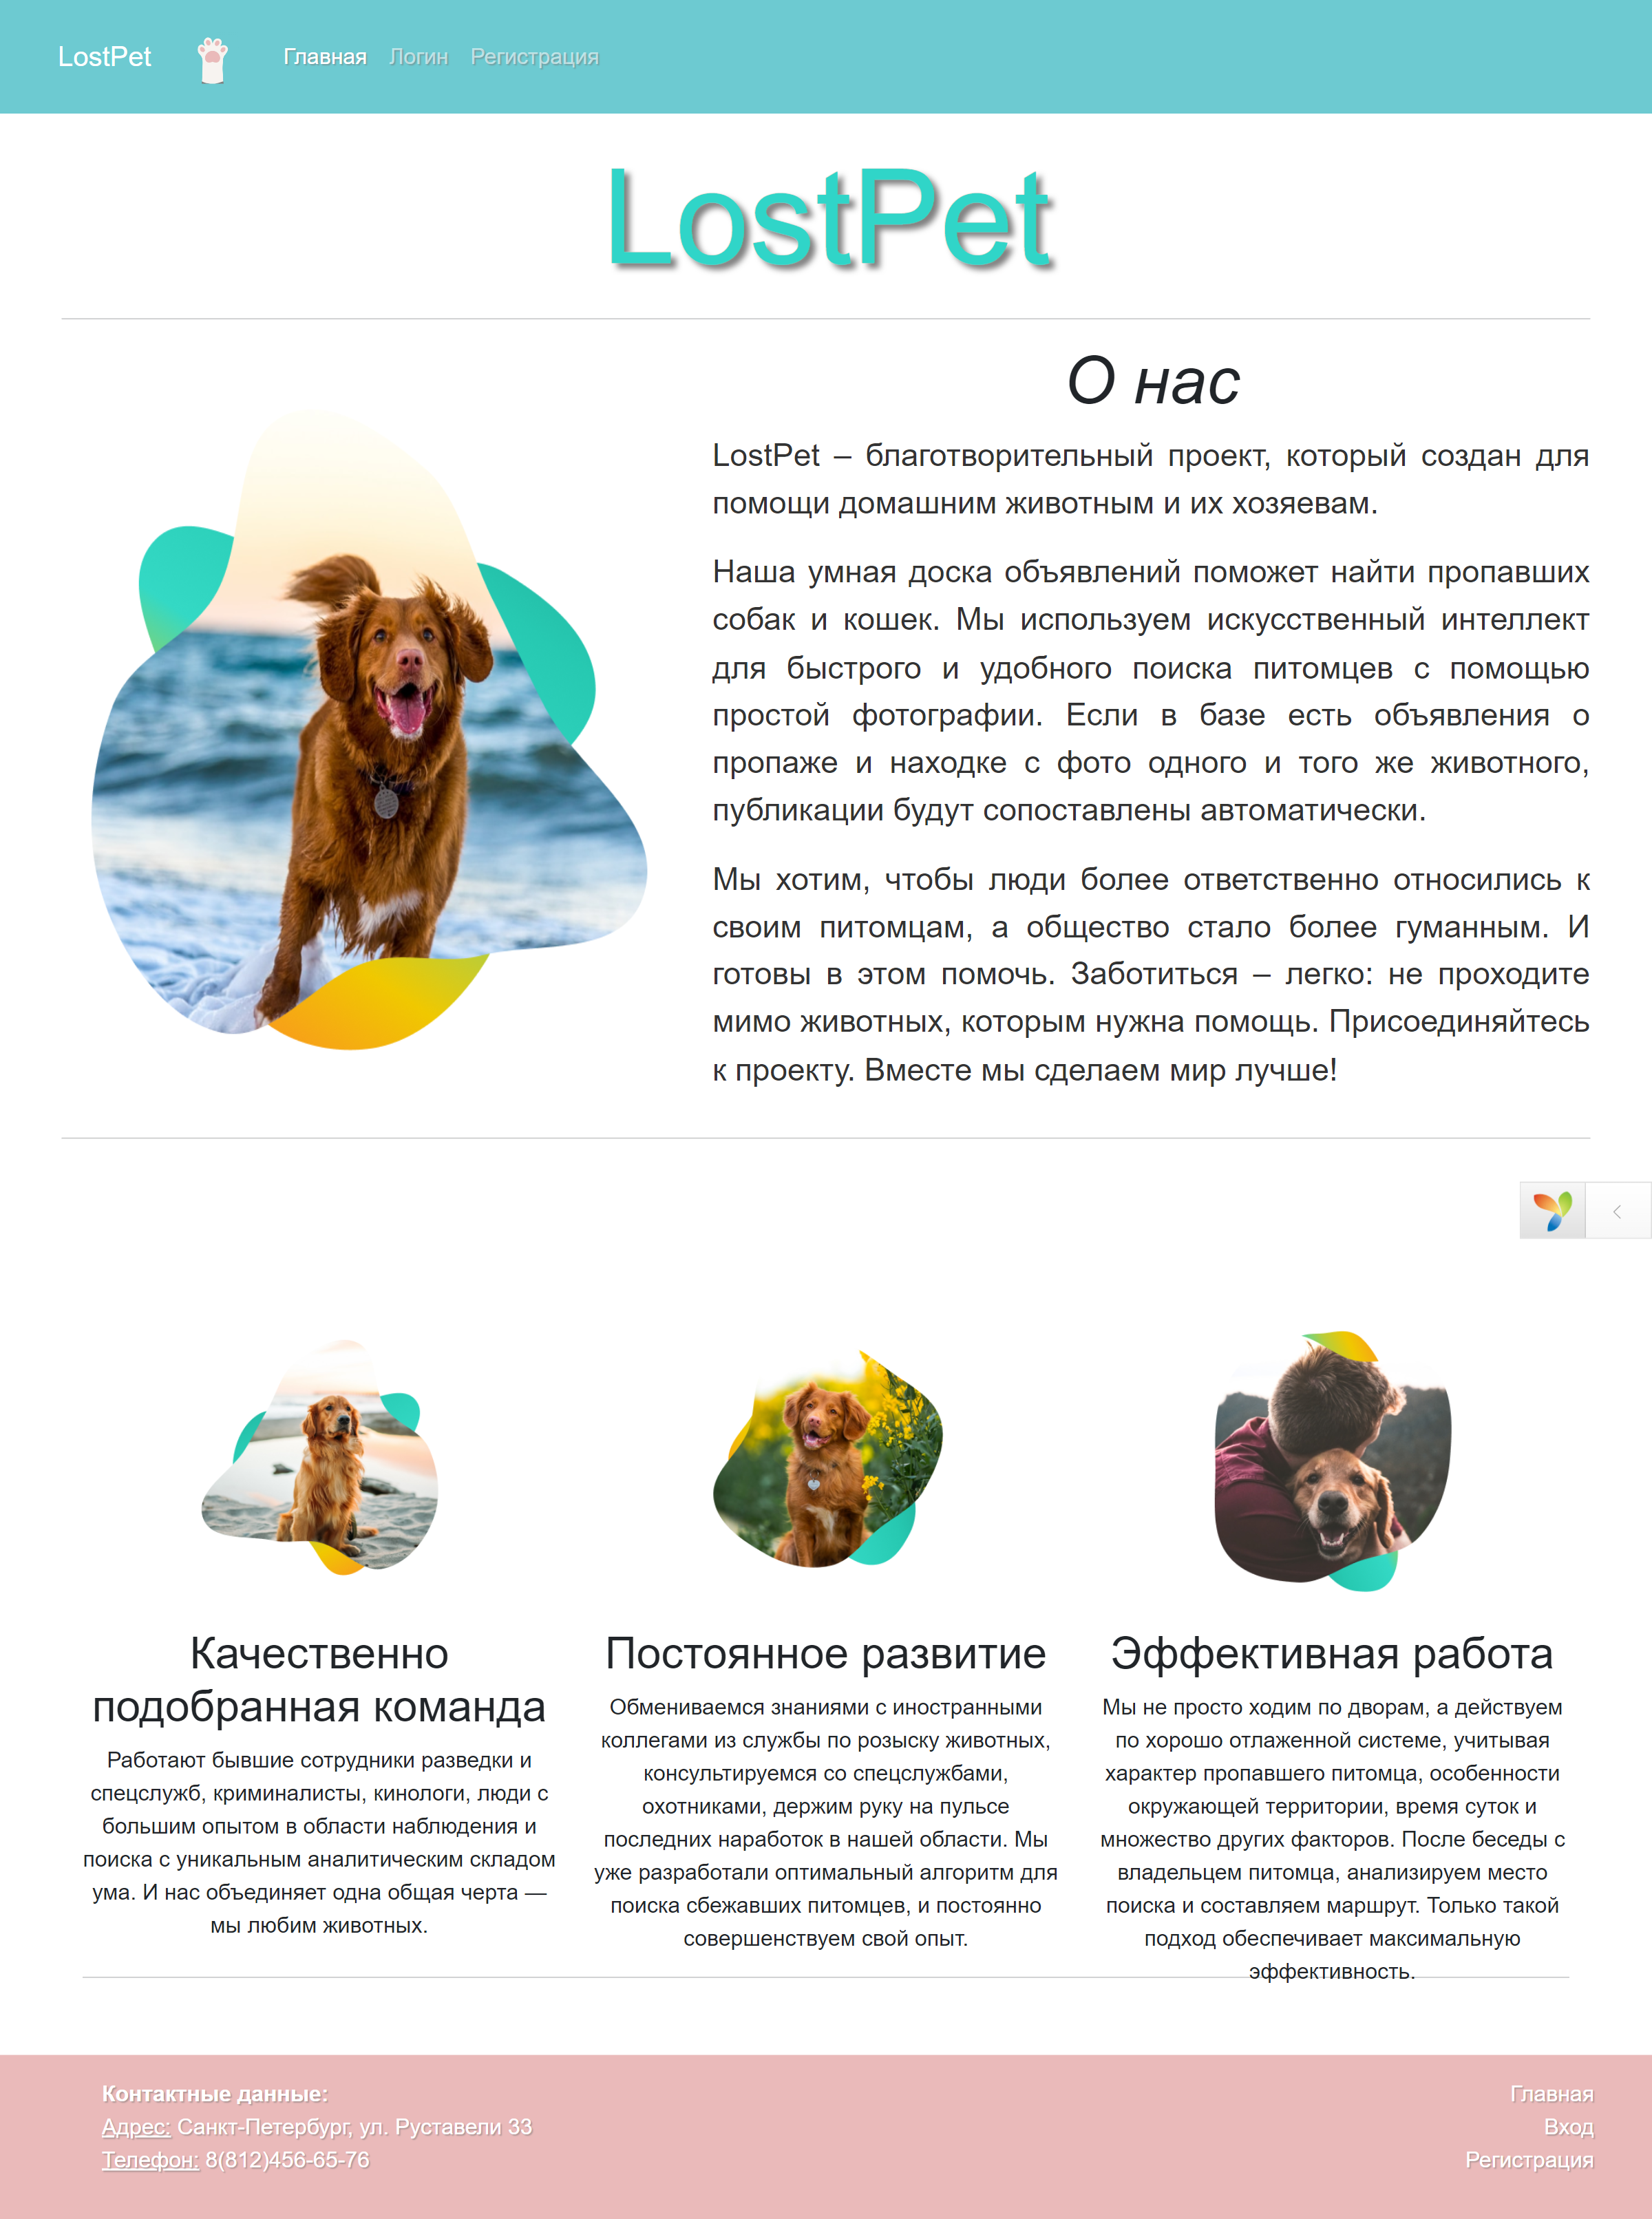 LostPet
Главная
Логин
Регистрация
LostPet
О нас
LostPet – благотворительный проект, который создан для
помощи домашним животным и их хозяевам.
Наша умная доска объявлений поможет найти пропавших
собак и кошек. Мы используем искусственный интеллект
для быстрого и удобного поиска питомцев с помощью
простой фотографии. Если в базе есть объявления о
пропаже и находке с фото одного и того же животного,
публикации будут сопоставлены автоматически.
Мы хотим, чтобы люди более ответственно относились к
своим питомцам, а общество стало более гуманным. И
готовы в этом помочь. Заботиться – легко: не проходите
мимо животных, которым нужна помощь. Присоединяйтесь
к проекту. Вместе мы сделаем мир лучше!
Качественно
подобранная команда
Работают бывшие сотрудники разведки и
спецслужб, криминалисты, кинологи, люди с
большим опытом в области наблюдения и
поиска с уникальным аналитическим складом
ума. И нас объединяет одна общая черта —
мы любим животных.
Постоянное развитие
Обмениваемся знаниями с иностранными
коллегами из службы по розыску животных,
консультируемся со спецслужбами,
охотниками, держим руку на пульсе
последних наработок в нашей области. Мы
уже разработали оптимальный алгоритм для
поиска сбежавших питомцев, и постоянно
совершенствуем свой опыт.
Эффективная работа
Мы не просто ходим по дворам, а действуем
по хорошо отлаженной системе, учитывая
характер пропавшего питомца, особенности
окружающей территории, время суток и
множество других факторов. После беседы с
владельцем питомца, анализируем место
поиска и составляем маршрут. Только такой
подход обеспечивает максимальную
эффективность.
Контактные данные:
Адрес: Санкт-Петербург, ул. Руставели 33
Телефон: 8(812)456-65-76
Главная
Вход
Регистрация